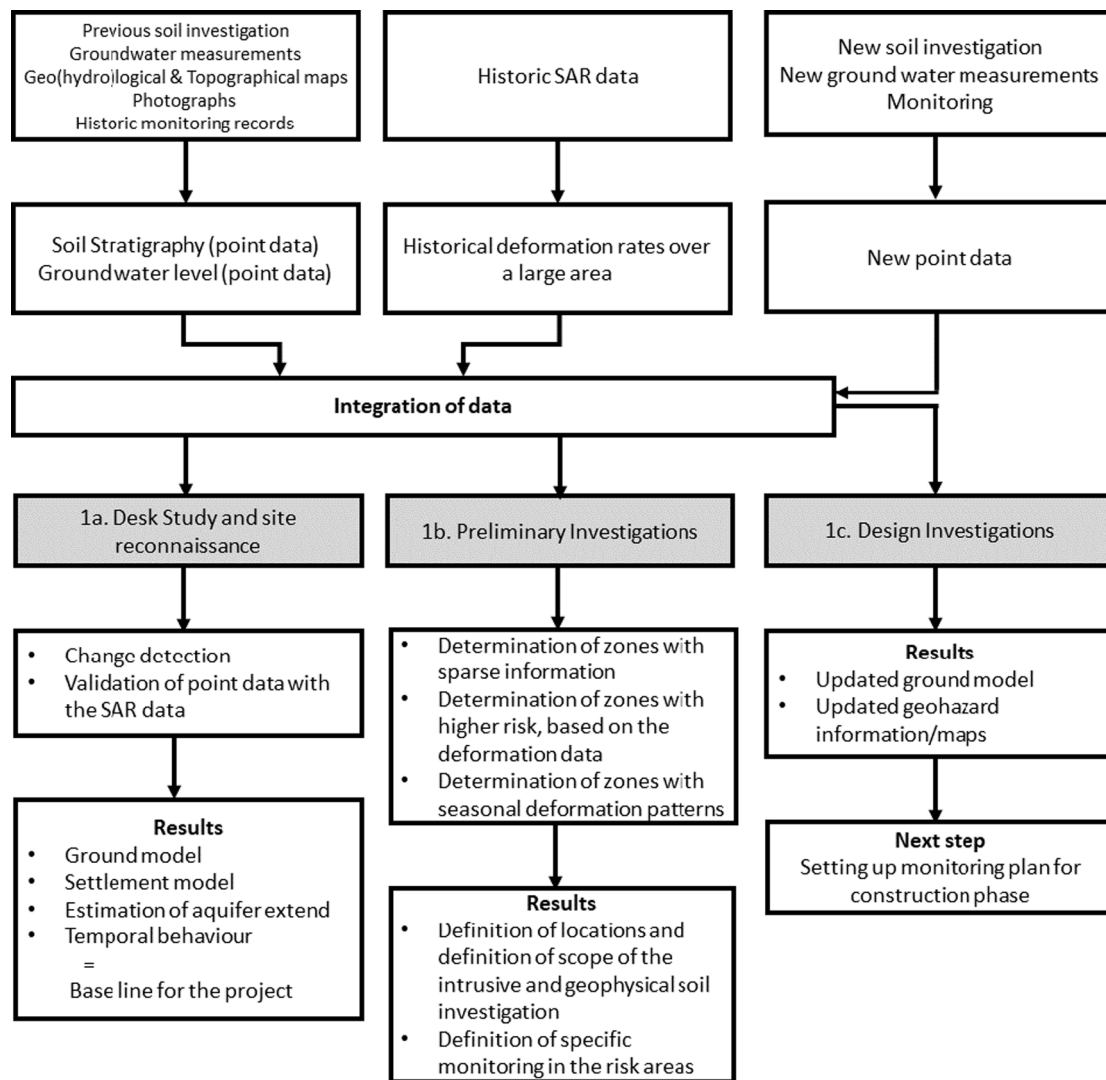 Previous soil investigation
Groundwater measurements
Geo(hydro)logical & Topographical maps
Photographs
Historic monitoring records
Historic SAR data
New soil investigation
New ground water measurements
Monitoring
Soil Stratigraphy (point data)
Groundwater level (point data)
Historical deformation rates over
a large area
New point data
Integration of data
1a. Desk Study and site
reconnaissance
1b. Preliminary Investigations
1c. Design Investigations
• Change detection
• Validation of point data with
the SAR data
• Determination of zones with
sparse information
• Determination of zones with
higher risk, based on the
deformation data
• Determination of zones with
seasonal deformation patterns
Results
• Updated ground model
• Updated geohazard
information/maps
Results
• Ground model
• Settlement model
• Estimation of aquifer extend
• Temporal behaviour
=
Base line for the project
Results
• Definition of locations and
definition of scope of the
intrusive and geophysical soil
investigation
• Definition of specific
monitoring in the risk areas
Next step
Setting up monitoring plan for
construction phase